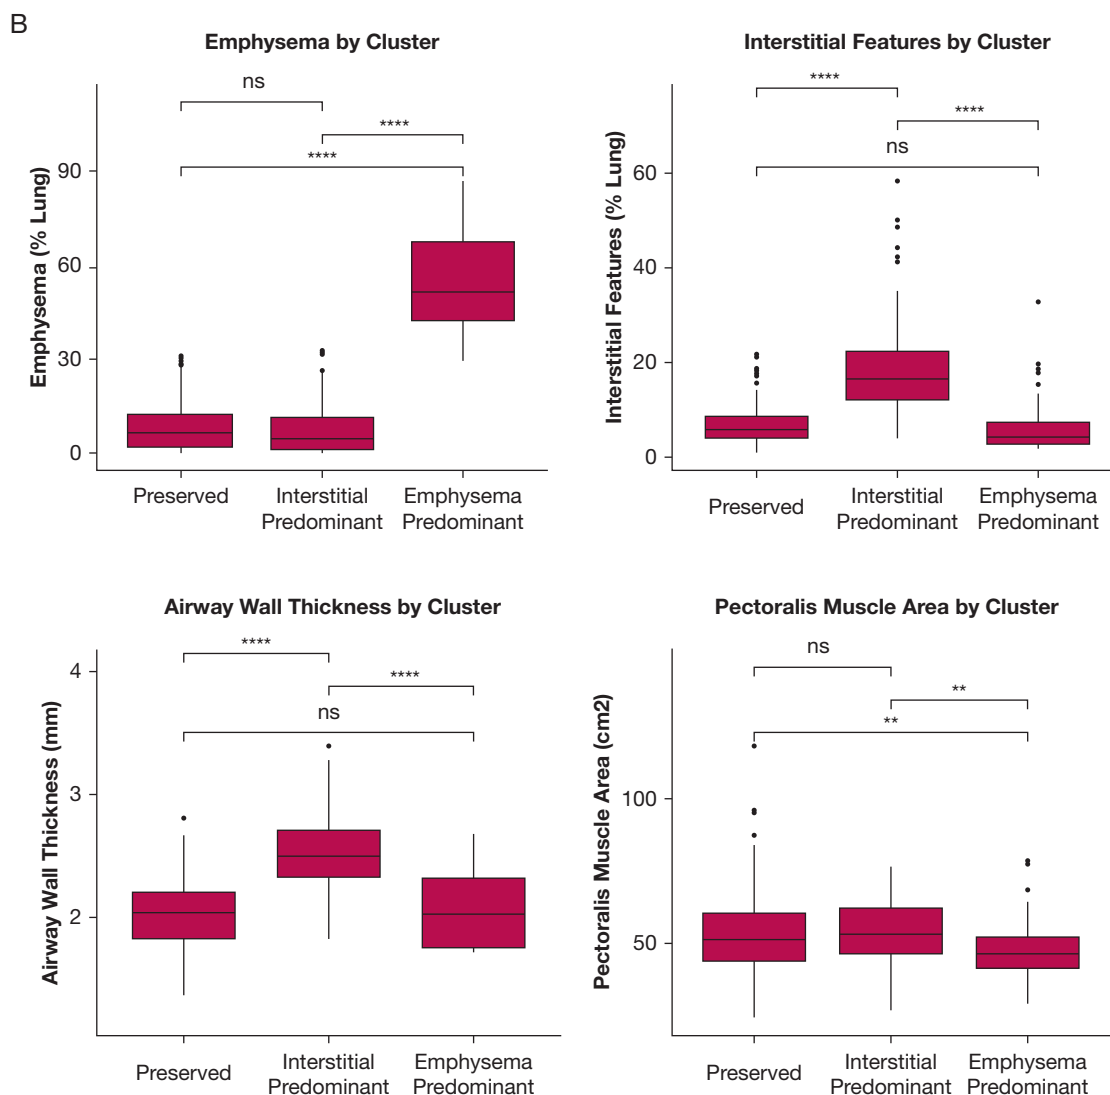 B
Emphysema by Cluster
ns
****
****
90
60
30
0
Emphysema (% Lung)
Preserved
Interstitial
Predominant
Emphysema
Predominant
Interstitial Features by Cluster
****
****
ns
60
40
20
0
Interstitial Features (% Lung)
Preserved
Interstitial
Predominant
Emphysema
Predominant
Airway Wall Thickness by Cluster
****
****
ns
4
3
2
Airway Wall Thickness (mm)
Preserved
Interstitial
Predominant
Emphysema
Predominant
Pectoralis Muscle Area by Cluster
ns
**
**
100
50
Pectoralis Muscle Area (cm2)
Preserved
Interstitial
Predominant
Emphysema
Predominant